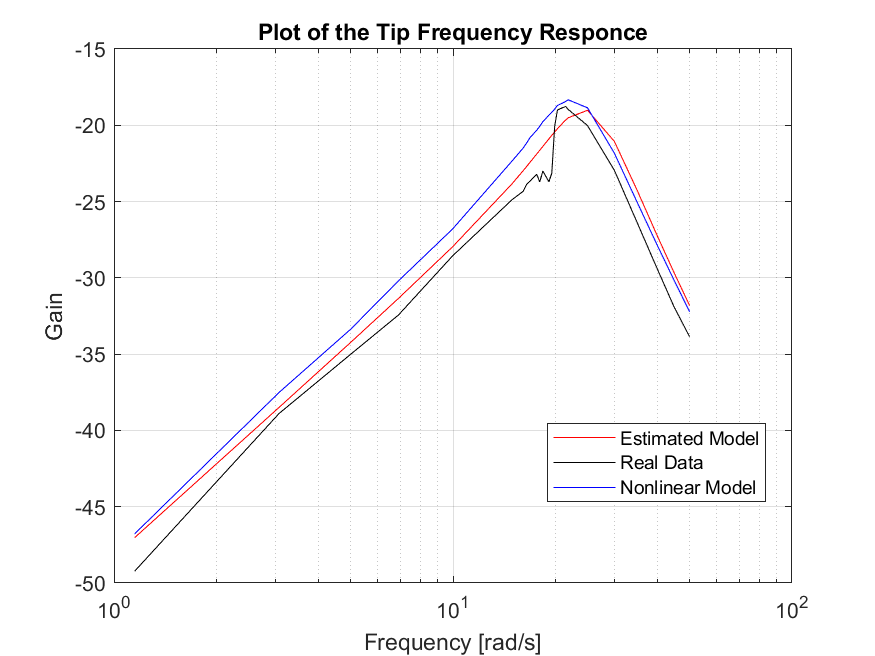 Plot of the Tip Frequency Responce
-15
-20
-25
-30
-35
-40
-45
-50
Gain
Estimated Model
Real Data
Nonlinear Model
10^0
10^1
10^2
Frequency [rad/s]